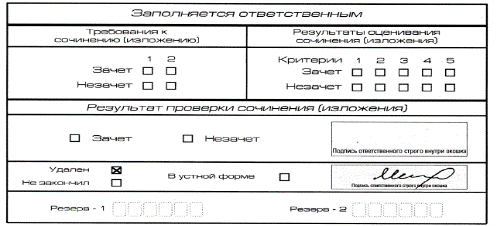 Заполняется ответственным
Требования к сочинению (изложению)
1 2
Зачет
Незачет
Результаты оценивания сочинения (изложения)
Критерии 1 2 3 4 5
Зачет
Незачет
Результат проверки сочинения (изложения)
Зачет Незачет
Подпись ответственного строго внутри окошка
Удален
Не закончил
В устной форме
Подпись ответственного строго внутри окошка
Резерв - 1
Резерв - 2